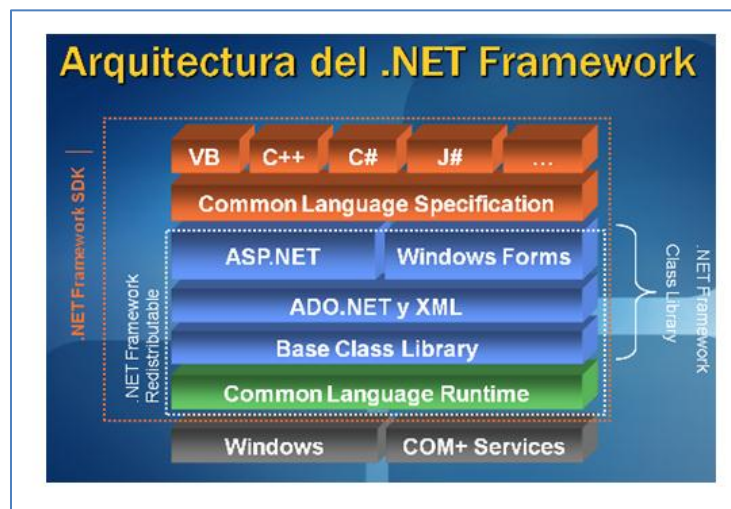 Arquitectura del .NET Framework
.NET Framework SDK
VB C++ C# J# ...
Common Language Specification
.NET Framework
Redistributable
ASP.NET Windows Forms
ADO.NET y XML
Base Class Library
Common Language Runtime
.NET Framework
Class Library
Windows COM+ Services